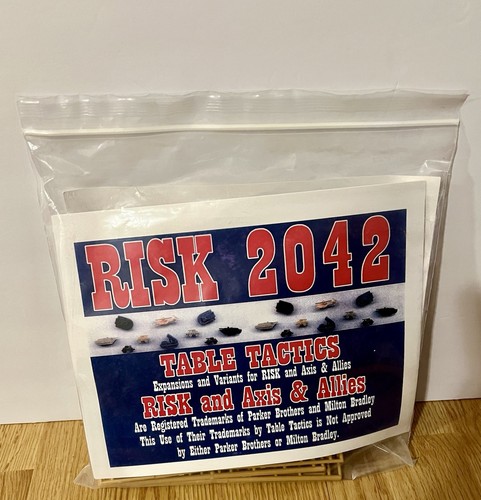 RISK 2042
TABLE TACTICS
Expansions and Variants for RISK and Axis & Allies
RISK and Axis & Allies
Are Registered Trademarks of Parker Brothers and Milton Bradley
This Use of Their Trademarks by Table Tactics is Not Approved
by Either Parker Brothers or Milton Bradley.